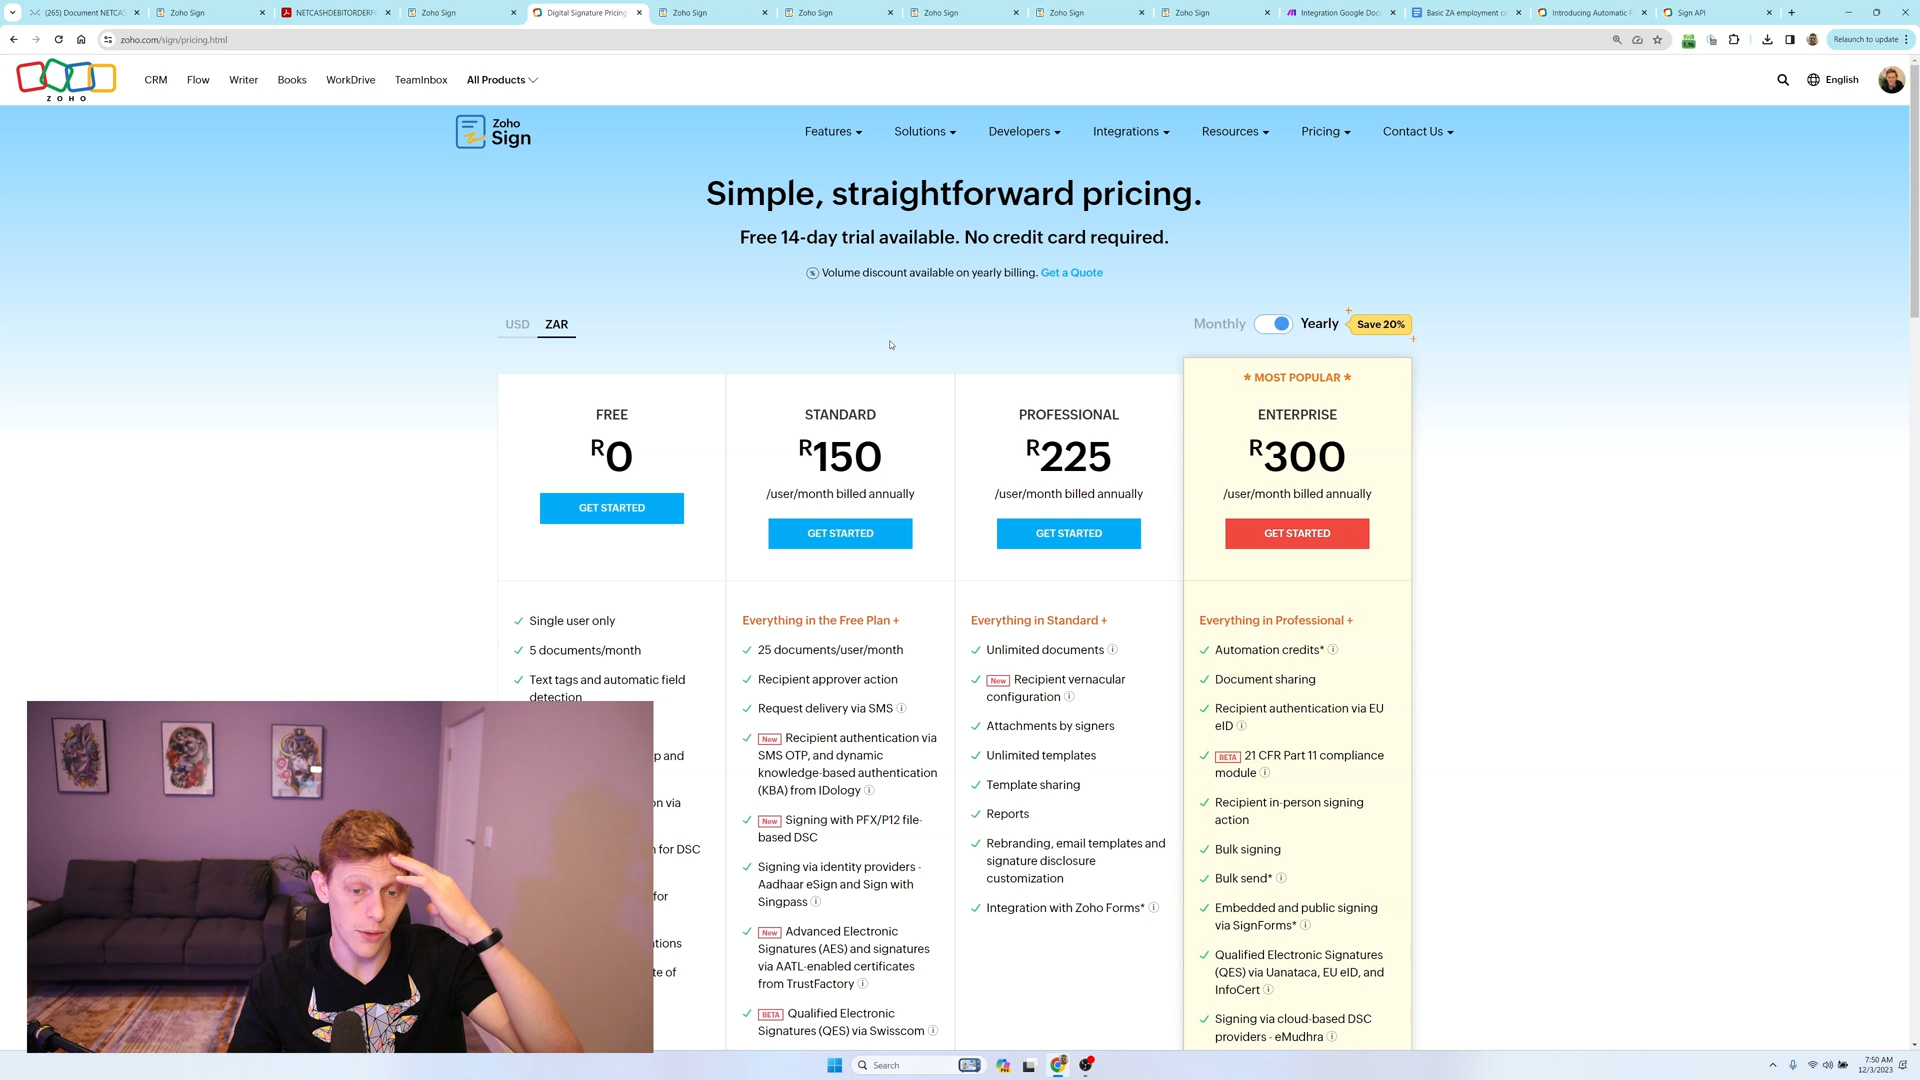 (265) Document NETCAS
Zoho Sign
NETCASHDEBITORDERF
Zoho Sign
Digital Signature Pricing
Zoho Sign
Zoho Sign
Zoho Sign
Zoho Sign
Zoho Sign
Integration Google Doc
Basic ZA employment co
Introducing Automatic
Sign API
zoho.com/sign/pricing.html
Relaunch to update
ZOHO
CRM
Flow
Writer
Books
WorkDrive
TeamInbox
All Products
English
Zoho
Sign
Features
Solutions
Developers
Integrations
Resources
Pricing
Contact Us
Simple, straightforward pricing.
Free 14-day trial available. No credit card required.
Volume discount available on yearly billing. Get a Quote
USD
ZAR
Monthly
Yearly
Save 20%
FREE
R0
GET STARTED
STANDARD
R150
/user/month billed annually
GET STARTED
PROFESSIONAL
R225
/user/month billed annually
GET STARTED
* MOST POPULAR *
ENTERPRISE
R300
/user/month billed annually
GET STARTED
Single user only
5 documents/month
Text tags and automatic field
detection
p and
n via
n for DSC
for
ations
te of
Everything in the Free Plan +
25 documents/user/month
Recipient approver action
Request delivery via SMS
New Recipient authentication via
SMS OTP, and dynamic
knowledge-based authentication
(KBA) from IDology
New Signing with PFX/P12 file-
based DSC
Signing via identity providers -
Aadhaar eSign and Sign with
Singpass
New Advanced Electronic
Signatures (AES) and signatures
via AATL-enabled certificates
from TrustFactory
BETA Qualified Electronic
Signatures (QES) via Swisscom
Everything in Standard +
Unlimited documents
New Recipient vernacular
configuration
Attachments by signers
Unlimited templates
Template sharing
Reports
Rebranding, email templates and
signature disclosure
customization
Integration with Zoho Forms*
Everything in Professional +
Automation credits*
Document sharing
Recipient authentication via EU
eID
BETA 21 CFR Part 11 compliance
module
Recipient in-person signing
action
Bulk signing
Bulk send*
Embedded and public signing
via SignForms*
Qualified Electronic Signatures
(QES) via Uanataca, EU eID, and
InfoCert
Signing via cloud-based DSC
providers - eMudhra
Search
7:50 AM
12/3/2023